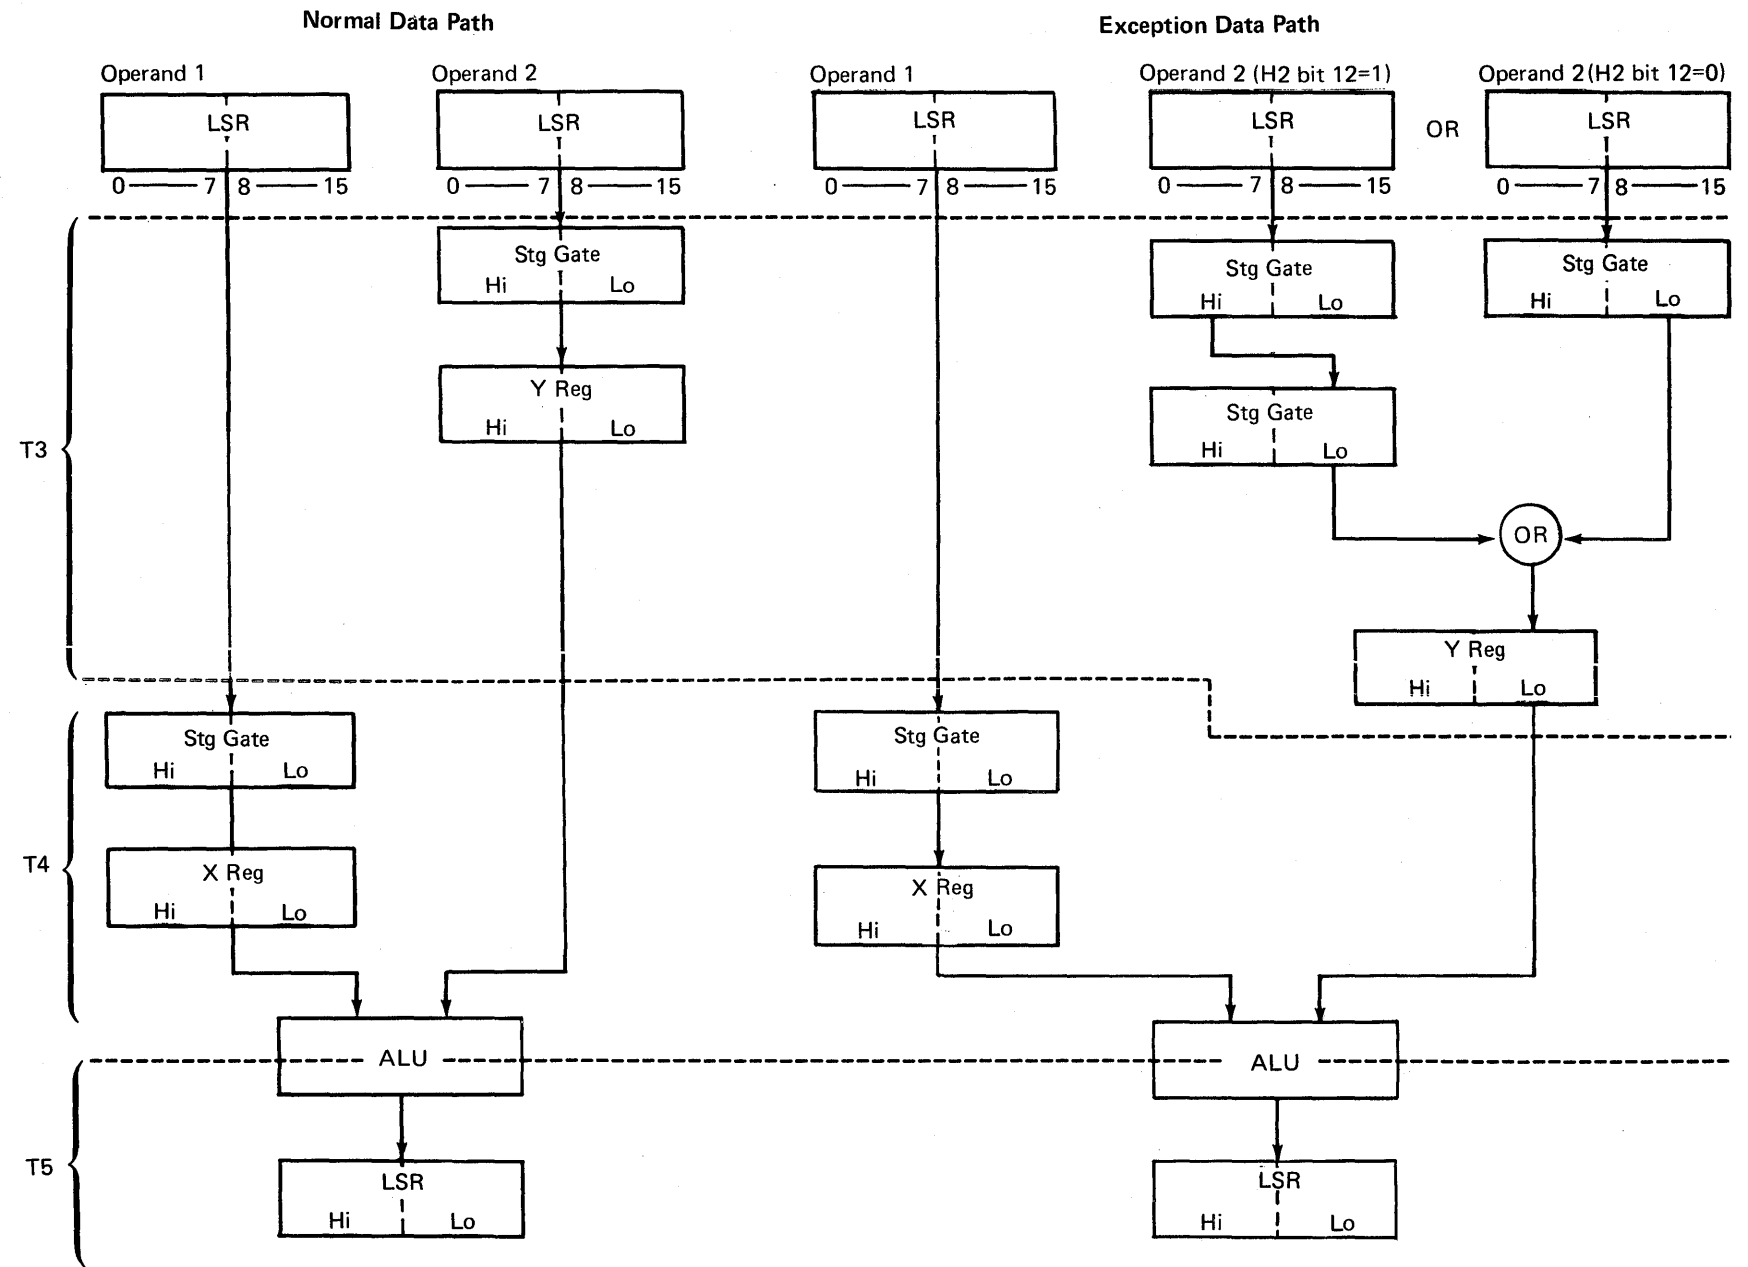 Normal Data Path
Exception Data Path
Operand 1
Operand 2
Operand 1
Operand 2 (H2 bit 12=1)
Operand 2 (H2 bit 12=0)
LSR
LSR
LSR
LSR
OR
LSR
0 7 8 15
0 7 8 15
0 7 8 15
0 7 8 15
0 7 8 15
T3
Stg Gate
Hi Lo
Y Reg
Hi Lo
Stg Gate
Hi Lo
Stg Gate
Hi Lo
Stg Gate
Hi Lo
OR
Y Reg
Hi Lo
T4
Stg Gate
Hi Lo
X Reg
Hi Lo
Stg Gate
Hi Lo
X Reg
Hi Lo
ALU
ALU
T5
LSR
Hi Lo
LSR
Hi Lo